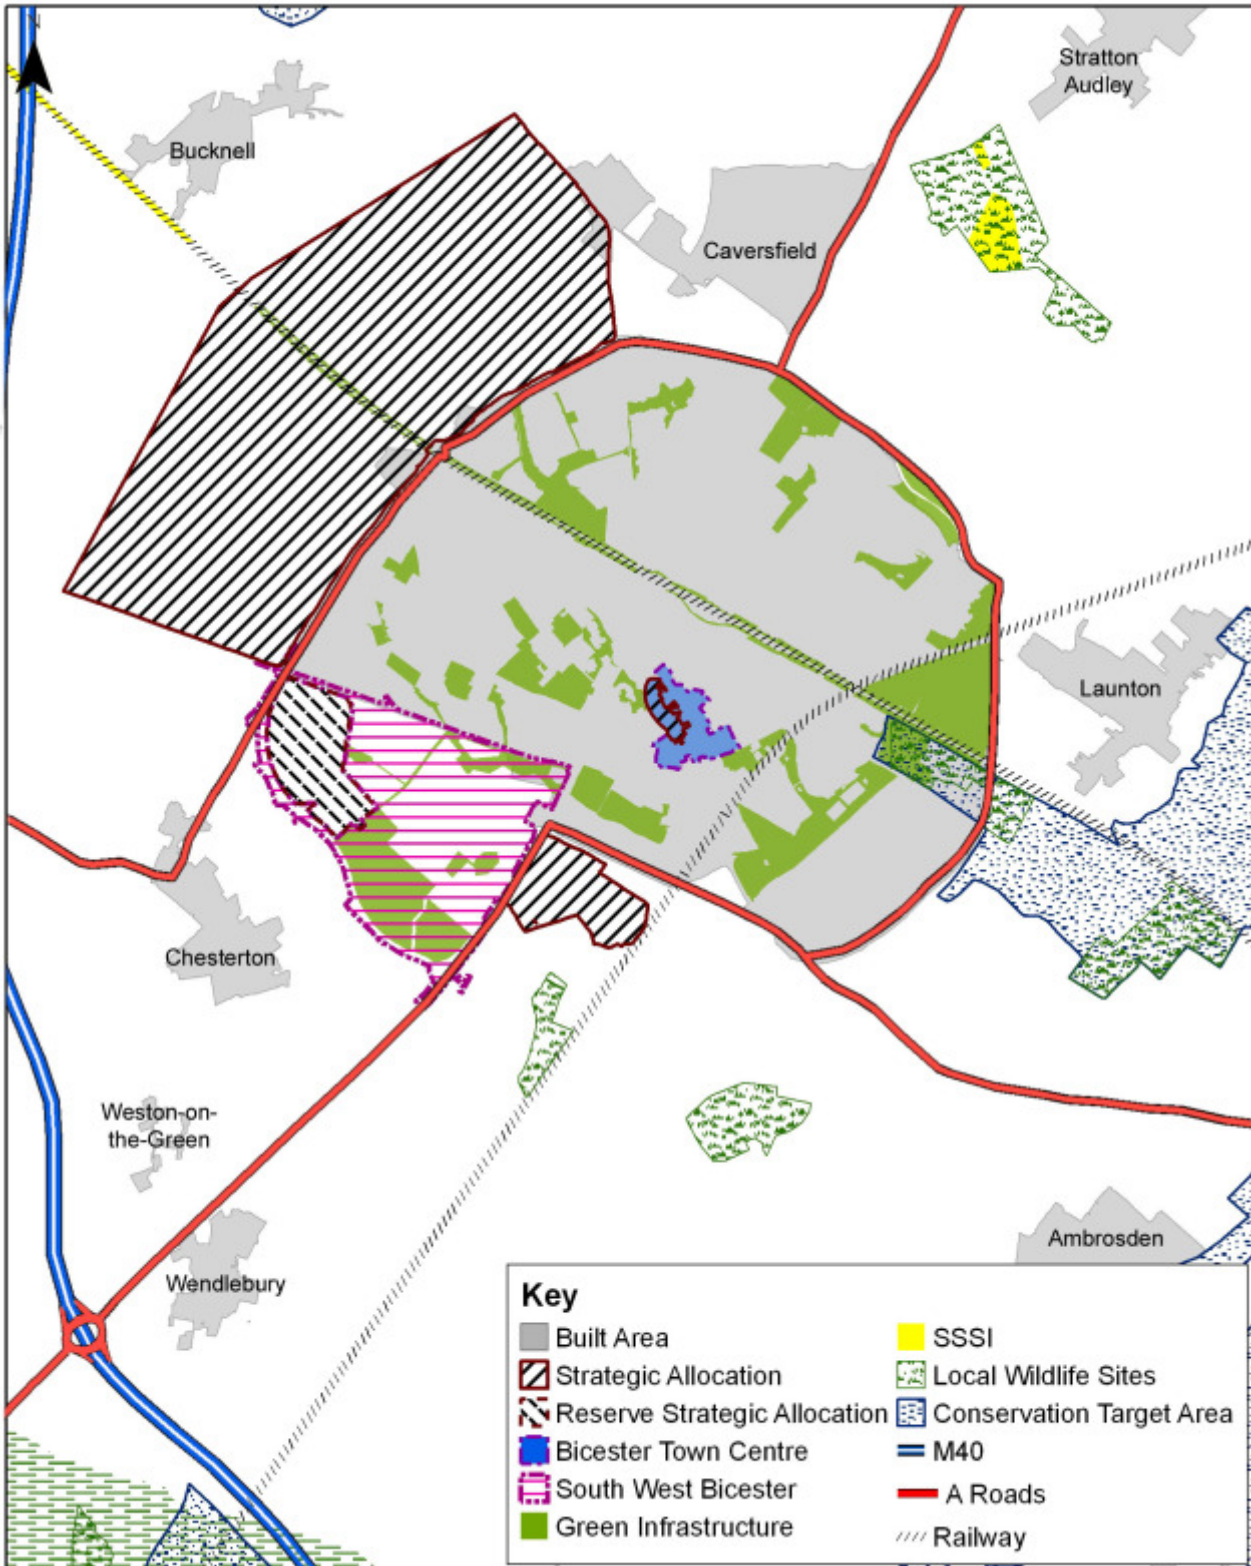 Stratton
Audley
Bucknell
Caversfield
Launton
Chesterton
Weston-on-
the-Green
Ambrosden
Wendlebury
Key
Built Area
Strategic Allocation
Reserve Strategic Allocation
Bicester Town Centre
South West Bicester
Green Infrastructure
SSSI
Local Wildlife Sites
Conservation Target Area
M40
A Roads
Railway